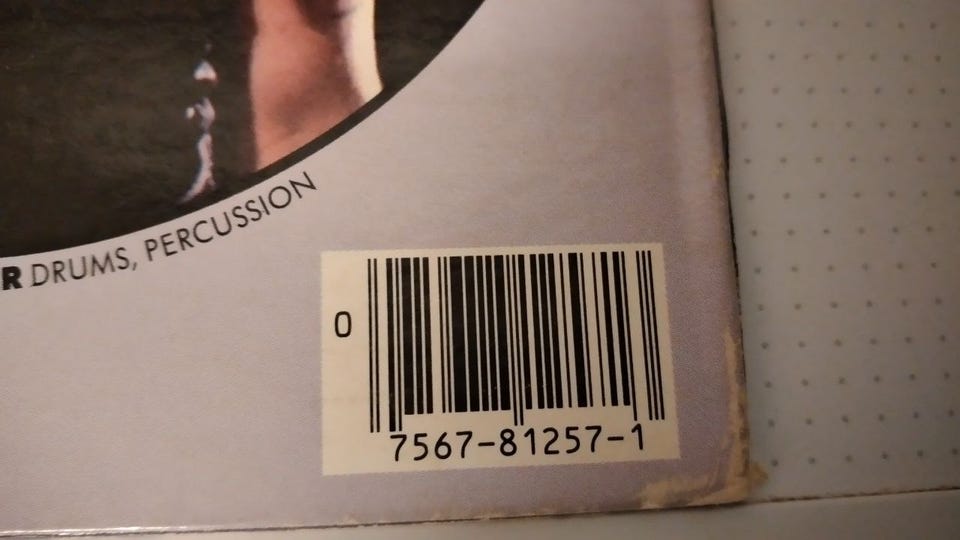 R DRUMS, PERCUSSION
0
7567-81257-1